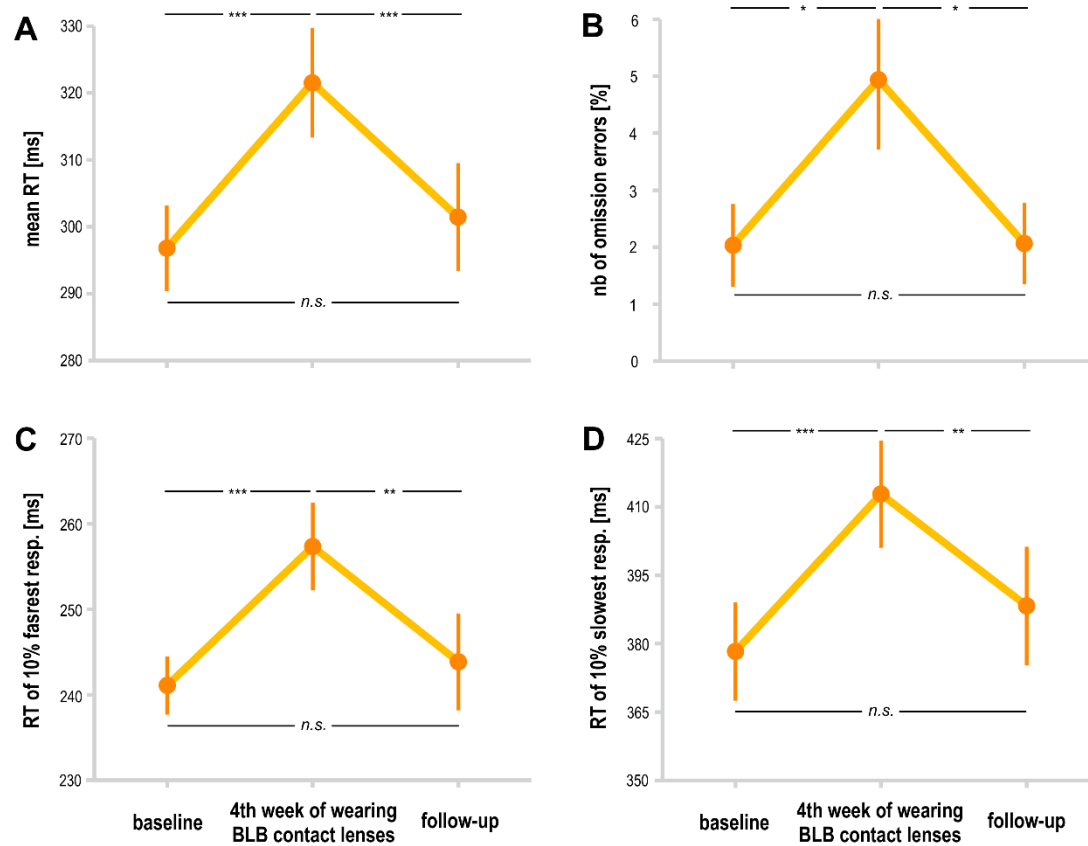 A
mean RT [ms]
330
320
310
300
290
280
*** ***
n.s.
B
nb of omission errors [%]
6
5
4
3
2
1
0
* *
n.s.
C
RT of 10% fasrest resp. [ms]
270
260
250
240
230
*** **
n.s.
baseline
4th week of wearing
BLB contact lenses
follow-up
D
RT of 10% slowest resp. [ms]
425
410
395
380
365
350
*** **
n.s.
baseline
4th week of wearing
BLB contact lenses
follow-up